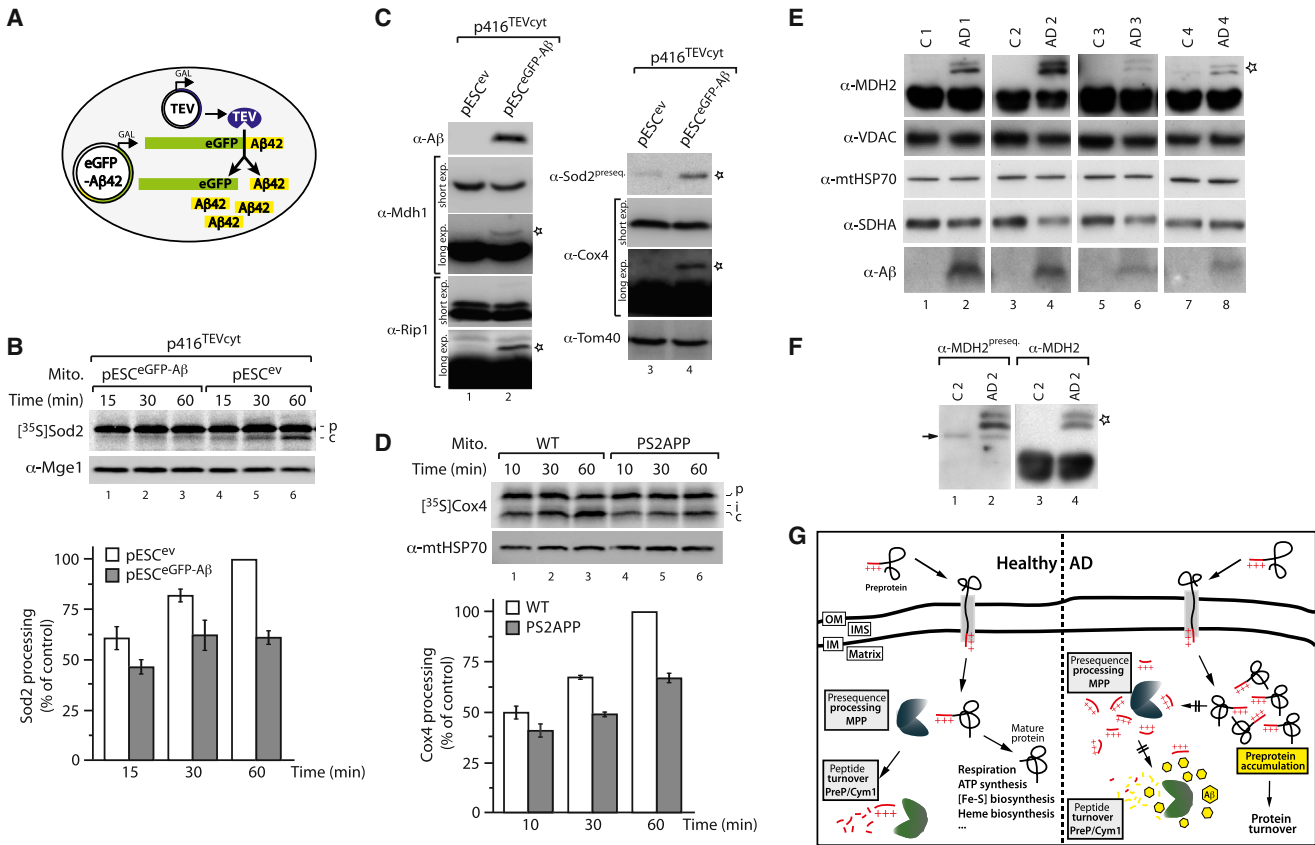 A
GAL
TEV
TEV
GAL
eGFP Aβ42
eGFP
-Aβ42
eGFP Aβ42
Aβ42
Aβ42
Aβ42
Aβ42
B
p416TEVcyt
Mito. pESCeGFP-Aβ pESCev
Time (min) 15 30 60 15 30 60
[35S]Sod2
- p
- c
α-Mge1
1 2 3 4 5 6
pESCev
pESCeGFP-Aβ
Sod2 processing
(% of control)
100
75
50
25
0
15 30 60 Time (min)
C
p416TEVcyt
pESCev
pESCeGFP-Aβ
α-Aβ
α-Mdh1
short exp.
long exp.
α-Rip1
short exp.
long exp.
1 2
p416TEVcyt
pESCev
pESCeGFP-Aβ
α-Sod2preseq.
α-Cox4
short exp.
long exp.
α-Tom40
3 4
D
Mito. WT PS2APP
Time (min) 10 30 60 10 30 60
[35S]Cox4
p
i
c
α-mtHSP70
1 2 3 4 5 6
WT
PS2APP
Cox4 processing
(% of control)
100
75
50
25
0
10 30 60 Time (min)
E
C 1 AD 1 C 2 AD 2 C 3 AD 3 C 4 AD 4
α-MDH2
α-VDAC
α-mtHSP70
α-SDHA
α-Aβ
1 2 3 4 5 6 7 8
F
α-MDH2preseq. α-MDH2
C 2 AD 2 C 2 AD 2
1 2 3 4
G
Healthy AD
Preprotein
+++
+++
OM
IMS
IM
Matrix
Presequence
processing
MPP
+++
Mature
protein
Peptide
turnover
PreP/Cym1
+++
Respiration
ATP synthesis
[Fe-S] biosynthesis
Heme biosynthesis
...
Presequence
processing
MPP
Preprotein
accumulation
Aβ
Peptide
turnover
PreP/Cym1
Protein
turnover